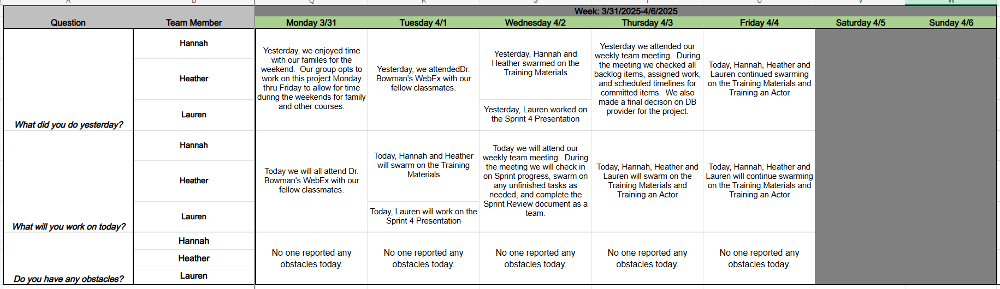 Q R S T U V W
Week: 3/31/2025-4/6/2025
Question Team Member Monday 3/31 Tuesday 4/1 Wednesday 4/2 Thursday 4/3 Friday 4/4 Saturday 4/5 Sunday 4/6
What did you do yesterday?
Hannah
Heather
Lauren
Yesterday, we enjoyed time
with our familes for the
weekend.  Our group opts to
work on this project Monday
thru Friday to allow for time
during the weekends for family
and other courses.
Yesterday, we attendedDr.
Bowman's WebEx with our
fellow classmates.
Yesterday, Hannah and
Heather swarmed on the
Training Materials
Yesterday, Lauren worked on
the Sprint 4 Presentation
Yesterday we attended our
weekly team meeting.  During
the meeting we checked all
backlog items, assigned work,
and scheduled timelines for
committed items.  We also
made a final decison on DB
provider for the project.
Today, Hannah, Heather and
Lauren continued swarming
on the Training Materials and
Training an Actor
What will you work on today?
Hannah
Heather
Lauren
Today we will all attend Dr.
Bowman's WebEx with our
fellow classmates.
Today, Hannah and Heather
will swarm on the Training
Materials
Today, Lauren will work on the
Sprint 4 Presentation
Today we will attend our
weekly team meeting.  During
the meeting we will check in
on Sprint progress, swarm on
any unfinished tasks as
needed, and complete the
Sprint Review document as a
team.
Today, Hannah, Heather and
Lauren will swarm on the
Training Materials and
Training an Actor
Today, Hannah, Heather and
Lauren will continue swarming
on the Training Materials and
Training an Actor
Do you have any obstacles?
Hannah
Heather
Lauren
No one reported any
obstacles today.
No one reported any
obstacles today.
No one reported any
obstacles today.
No one reported any
obstacles today.
No one reported any
obstacles today.